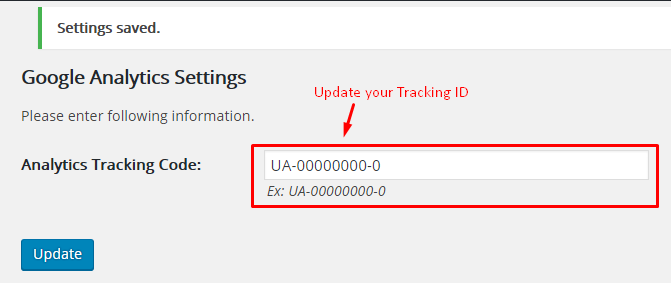 Settings saved.
Google Analytics Settings
Update your Tracking ID
Please enter following information.
Analytics Tracking Code:
UA-00000000-0
Ex: UA-00000000-0
Update